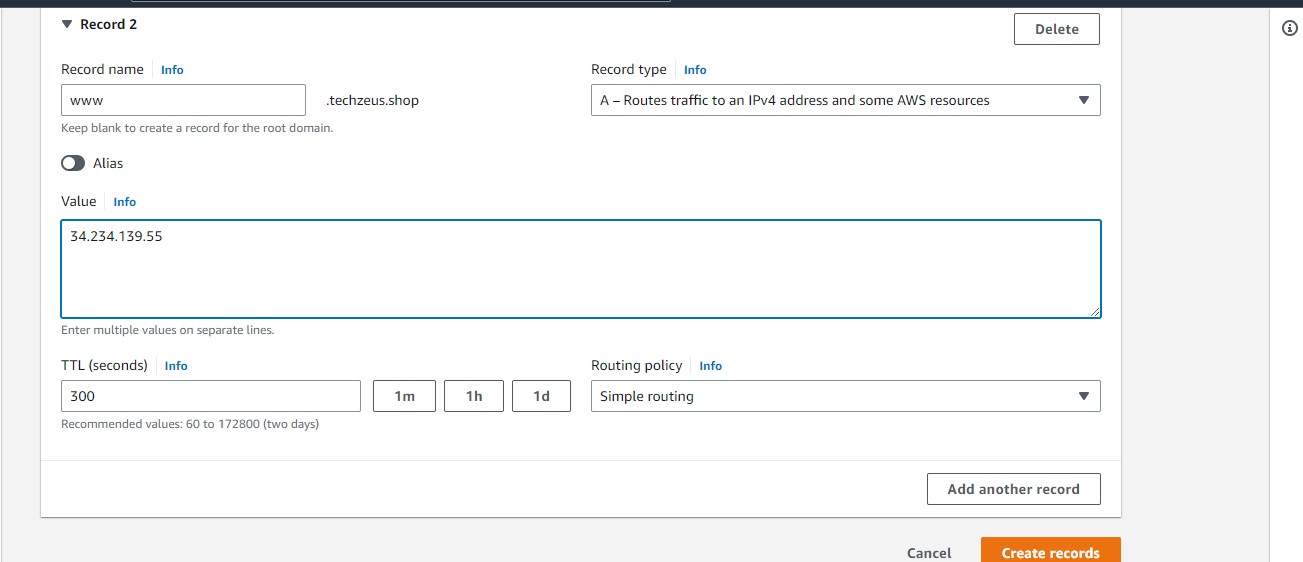 Record 2
Delete
Record name Info
Record type Info
www .techzeus.shop
A – Routes traffic to an IPv4 address and some AWS resources
Keep blank to create a record for the root domain.
Alias
Value Info
34.234.139.55
Enter multiple values on separate lines.
TTL (seconds) Info
Routing policy Info
300 1m 1h 1d
Simple routing
Recommended values: 60 to 172800 (two days)
Add another record
Cancel Create records